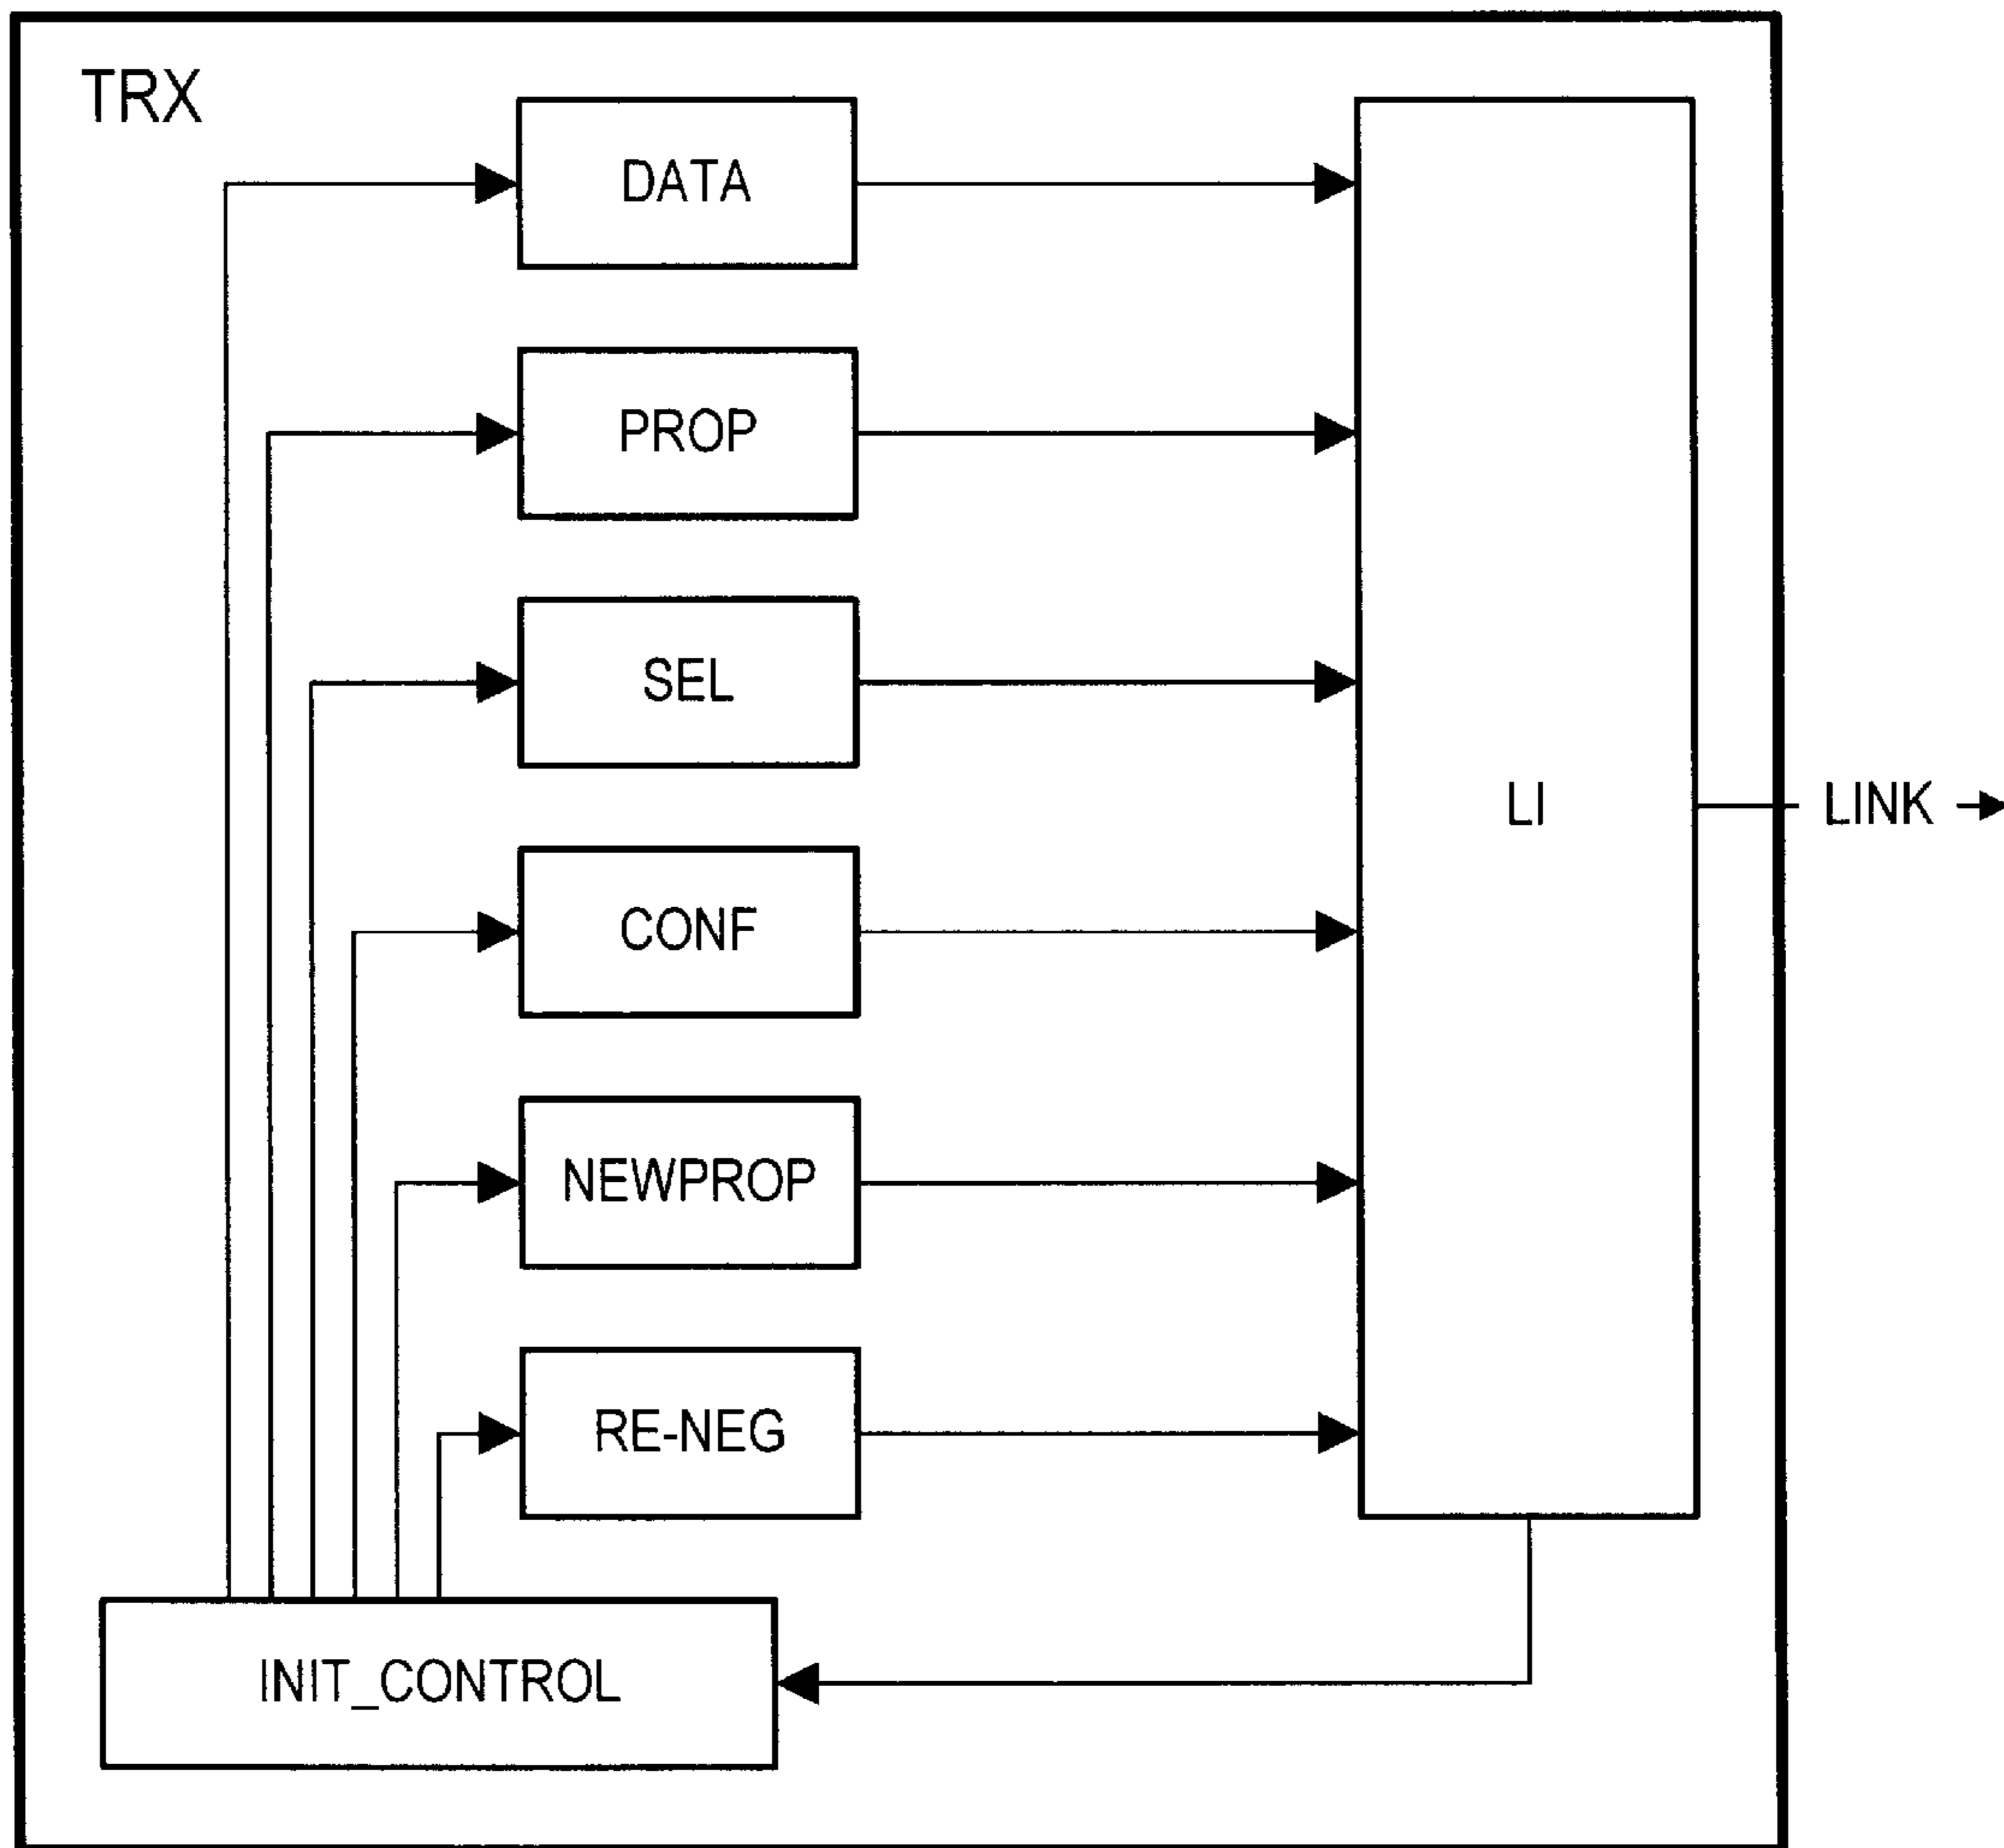 TRX
DATA
PROP
SEL
LI
LINK
CONF
NEWPROP
RE-NEG
INIT_CONTROL